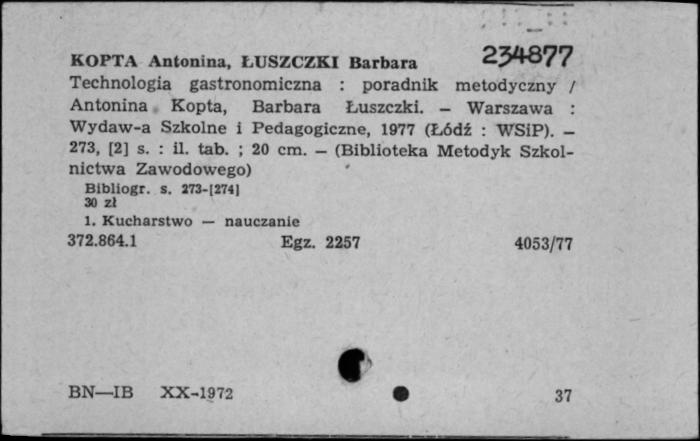 KOPTA Antonina, ŁUSZCZKI Barbara 234877
Technologia gastronomiczna : poradnik metodyczny /
Antonina Kopta, Barbara Łuszczki. — Warszawa :
Wydaw-a Szkolne i Pedagogiczne, 1977 (Łódź : WSiP). —
273, [2] s. : il. tab. ; 20 cm. — (Biblioteka Metodyk Szkol-
nictwa Zawodowego)
Bibliogr. s. 273-[274]
30 zł
1. Kucharstwo — nauczanie
372.864.1 Egz. 2257 4053/77
BN—IB XX-1972 37